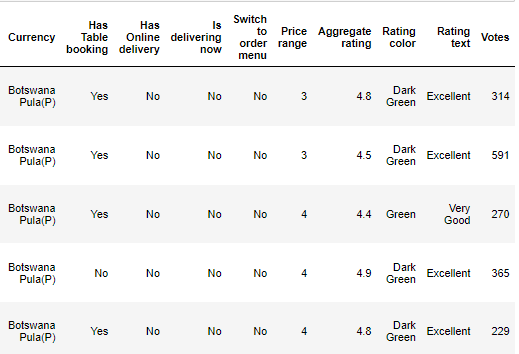 Currency Has Table booking Has Online delivery Is delivering now Switch to order menu Price range Aggregate rating Rating color Rating text Votes
Botswana Pula(P) Yes No No No 3 4.8 Dark Green Excellent 314
Botswana Pula(P) Yes No No No 3 4.5 Dark Green Excellent 591
Botswana Pula(P) Yes No No No 4 4.4 Green Very Good 270
Botswana Pula(P) No No No No 4 4.9 Dark Green Excellent 365
Botswana Pula(P) Yes No No No 4 4.8 Dark Green Excellent 229